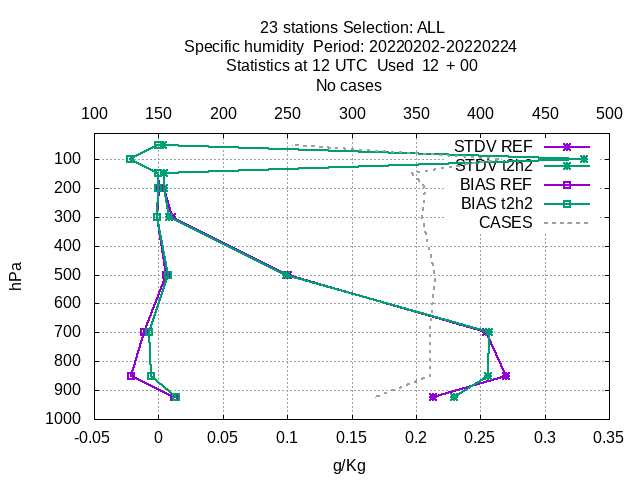 23 stations Selection: ALL
Specific humidity  Period: 20220202-20220224
Statistics at 12 UTC  Used  12  + 00
No cases
100 150 200 250 300 350 400 450 500
STDV REF
STDV t2h2
BIAS REF
BIAS t2h2
CASES
100
200
300
400
500
600
700
800
900
1000
hPa
-0.05 0 0.05 0.1 0.15 0.2 0.25 0.3 0.35
g/Kg